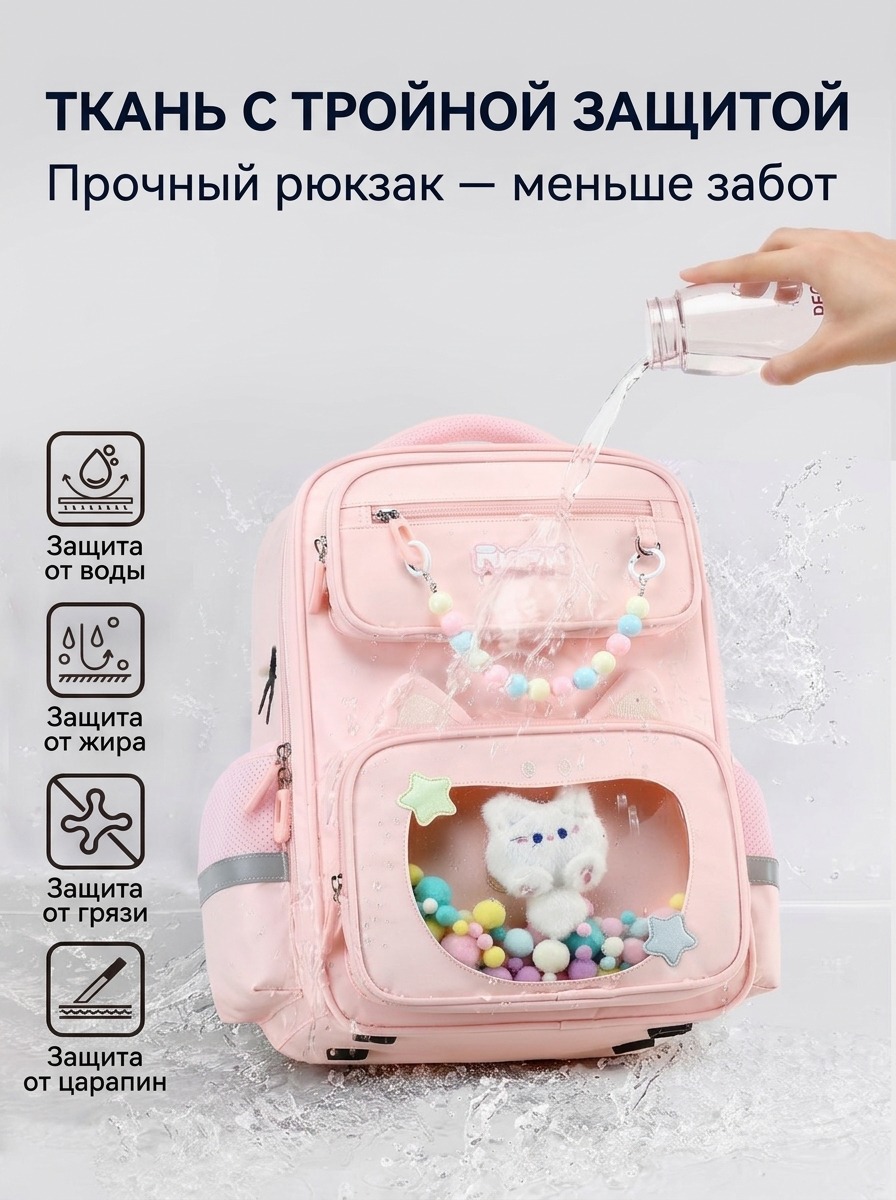 ТКАНЬ С ТРОЙНОЙ ЗАЩИТОЙ
Прочный рюкзак — меньше забот
Защита
от воды
Защита
от жира
Защита
от грязи
Защита
от царапин